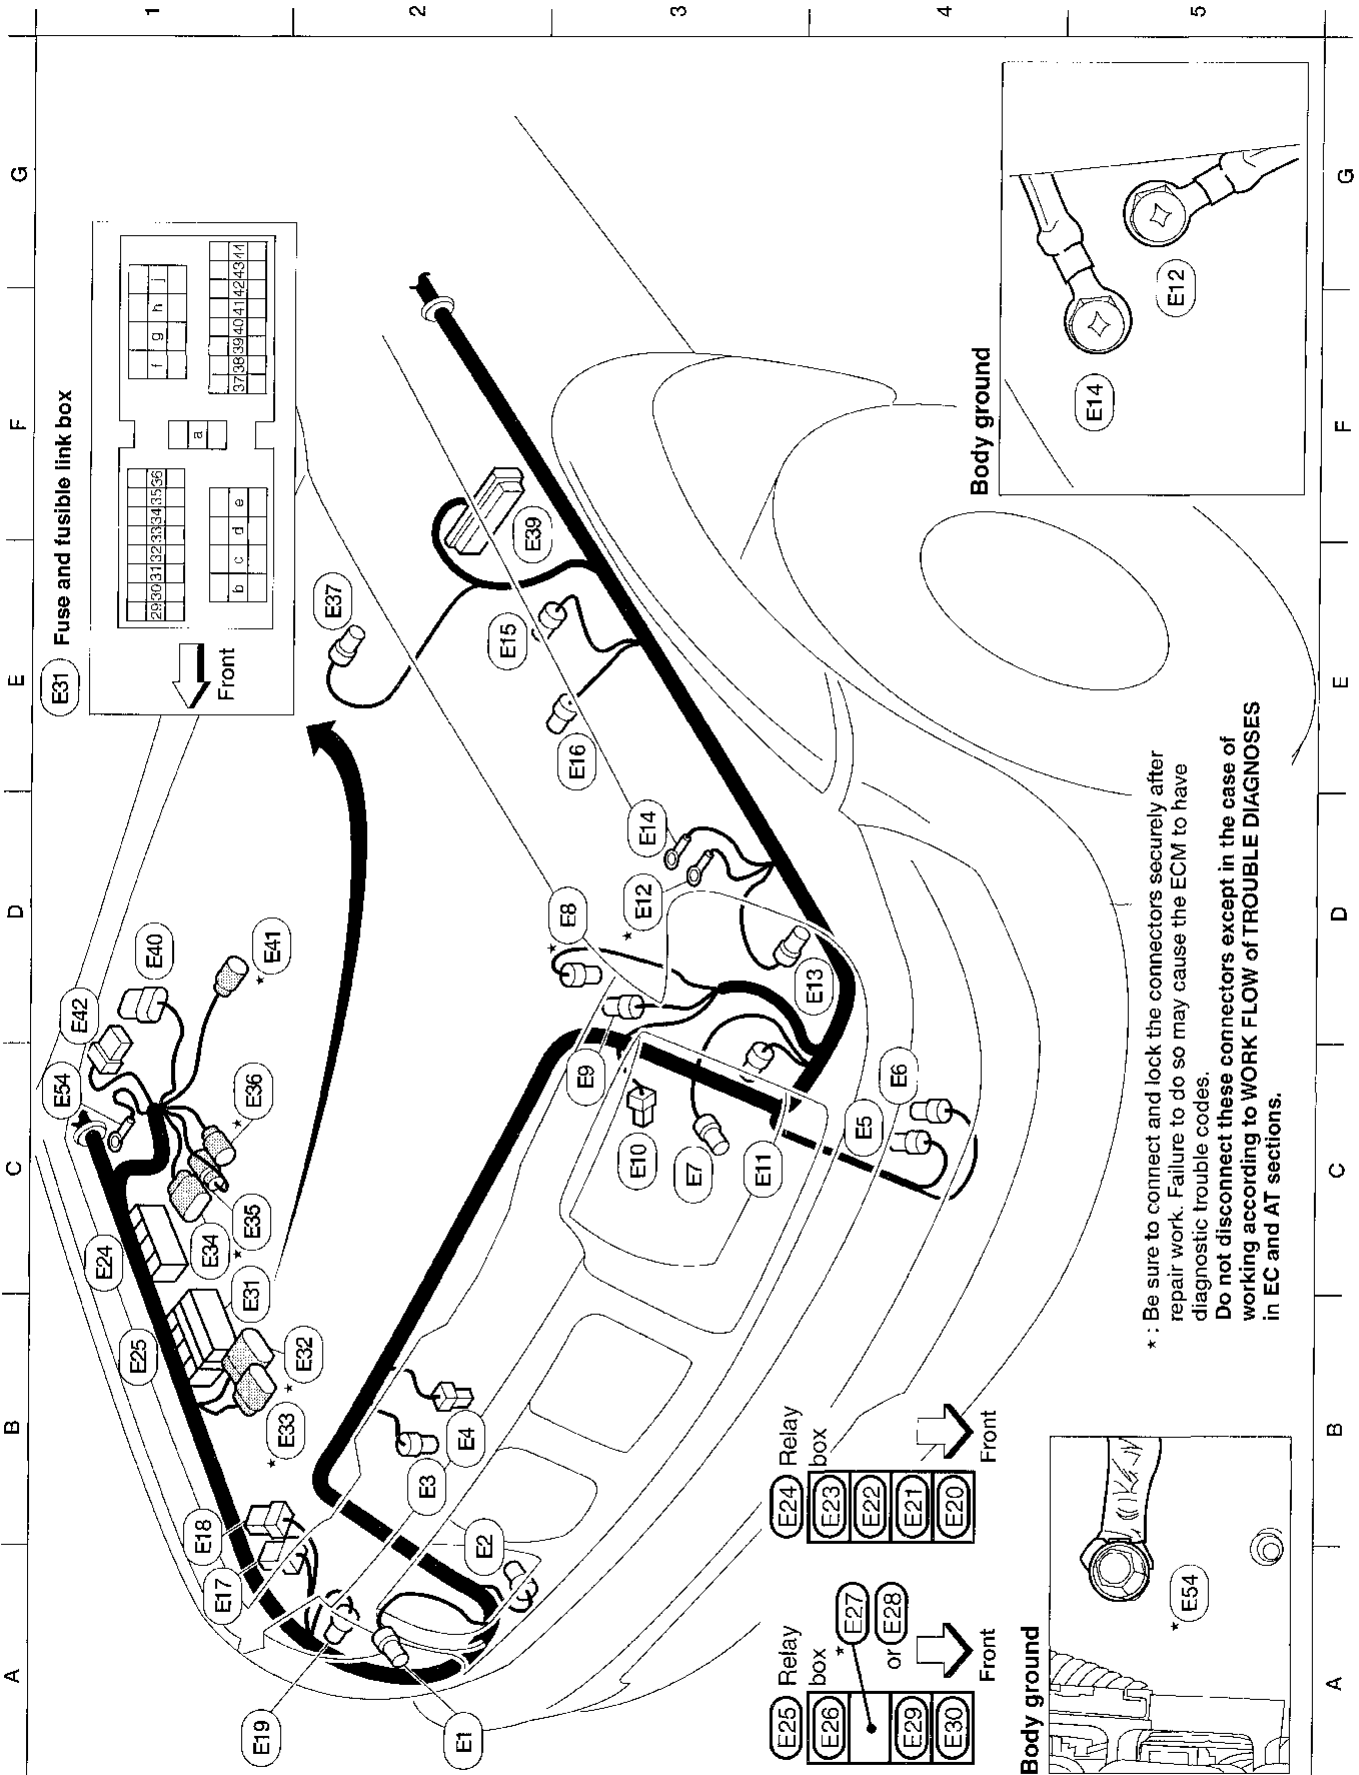 1
2
3
4
5
G
F
E
D
C
B
A
E31 Fuse and fusible link box
29 30 31 32 33 34 35 36
b c d e
a
f g h j
37 38 39 40 41 42 43 44
Front
E54
E42
E40
E41
★
E36
★
E35
★
E34
E24
E31
E25
E32
★
E33
★
E18
E17
E19
E1
E2
E3
E4
E37
E39
E15
E16
E14
E12
★
E8
★
E13
E9
E10
E7
E11
E5
E6
E25 Relay
box
E26
★
E27
or
E28
E29
E30
Front
E24 Relay
box
E23
E22
E21
E20
Front
Body ground
★
E54
Body ground
E14
E12
★ : Be sure to connect and lock the connectors securely after
repair work. Failure to do so may cause the ECM to have
diagnostic trouble codes.
Do not disconnect these connectors except in the case of
working according to WORK FLOW of TROUBLE DIAGNOSES
in EC and AT sections.
A
B
C
D
E
F
G